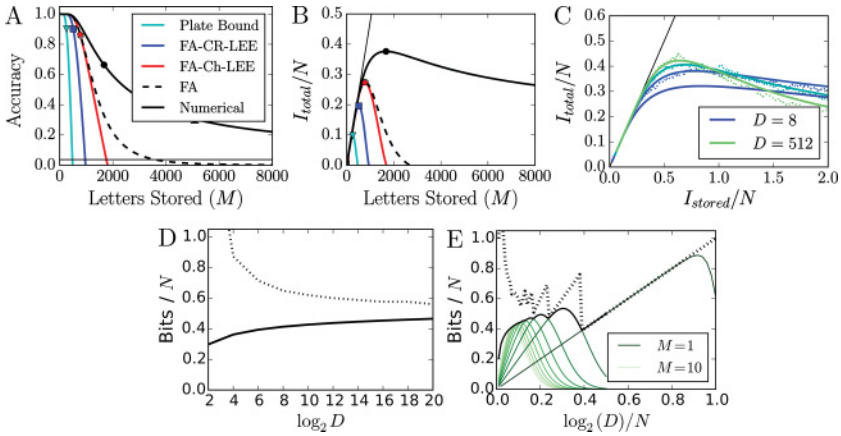 A
Accuracy
1.0
0.8
0.6
0.4
0.2
0.0
0 2000 4000 6000 8000
Letters Stored (M)
Plate Bound
FA-CR-LEE
FA-Ch-LEE
FA
Numerical
B
I_total/N
0.5
0.4
0.3
0.2
0.1
0.0
0 2000 4000 6000 8000
Letters Stored (M)
C
I_total/N
0.6
0.5
0.4
0.3
0.2
0.1
0.0
0.0 0.5 1.0 1.5 2.0
I_stored/N
D = 8
D = 512
D
Bits / N
1.0
0.8
0.6
0.4
0.2
0.0
2 4 6 8 10 12 14 16 18 20
log₂ D
E
Bits / N
1.0
0.8
0.6
0.4
0.2
0.0
0.0 0.2 0.4 0.6 0.8 1.0
log₂(D)/N
M=1
M=10